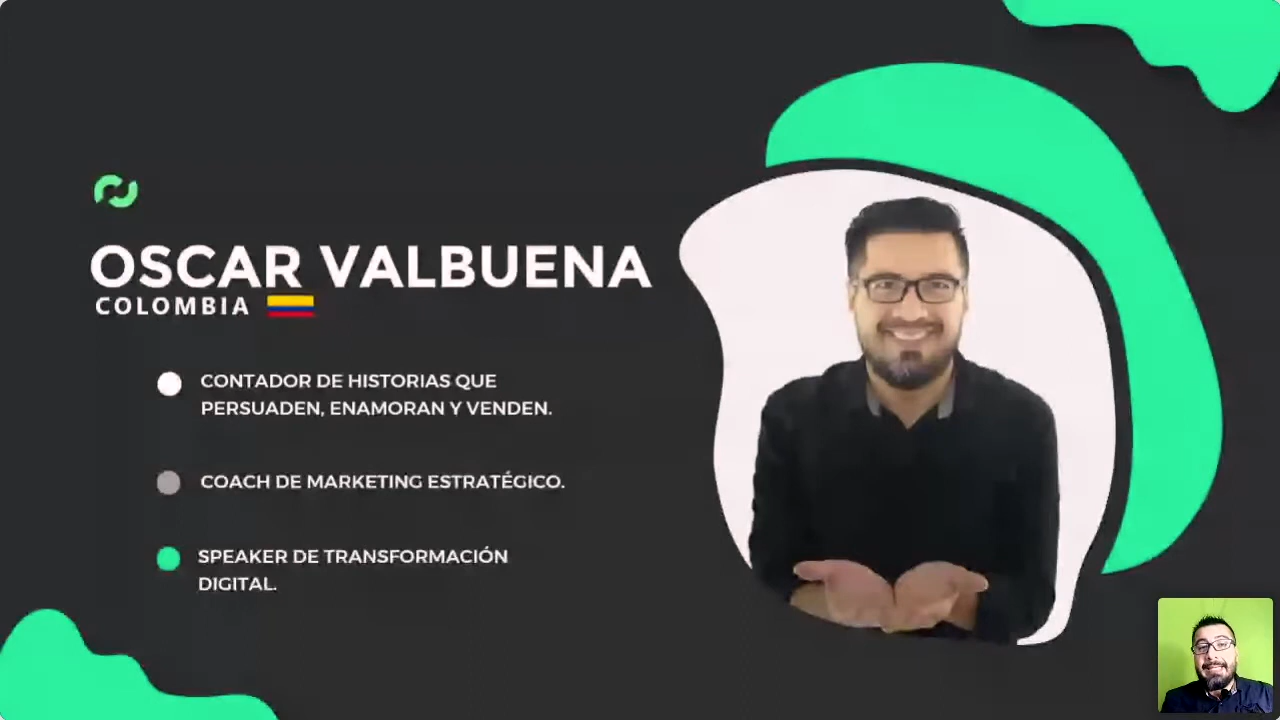 OSCAR VALBUENA
COLOMBIA
CONTADOR DE HISTORIAS QUE
PERSUADEN, ENAMORAN Y VENDEN.
COACH DE MARKETING ESTRATÉGICO.
SPEAKER DE TRANSFORMACIÓN
DIGITAL.